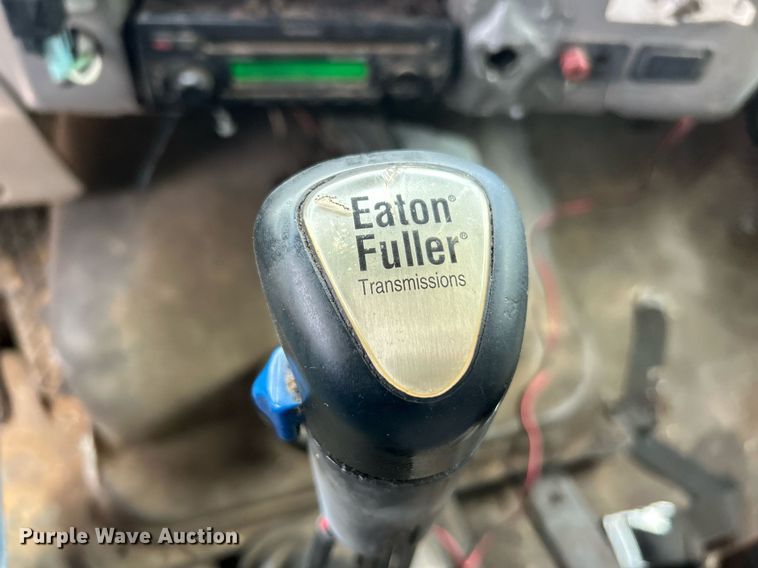 Eaton®
Fuller®
Transmissions
Purple Wave Auction